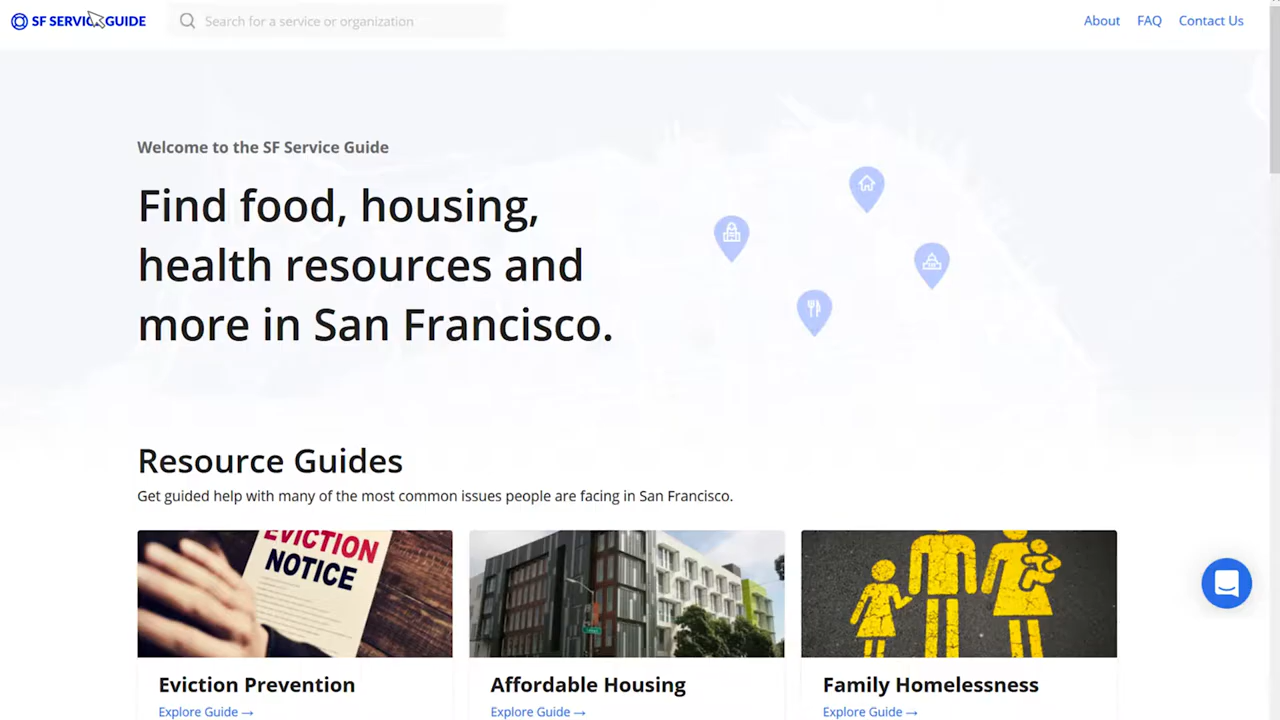 SF SERVICE GUIDE
Search for a service or organization
About FAQ Contact Us
Welcome to the SF Service Guide
Find food, housing,
health resources and
more in San Francisco.
Resource Guides
Get guided help with many of the most common issues people are facing in San Francisco.
EVICTION
NOTICE
Eviction Prevention
Affordable Housing
Family Homelessness
Explore Guide →
Explore Guide →
Explore Guide →